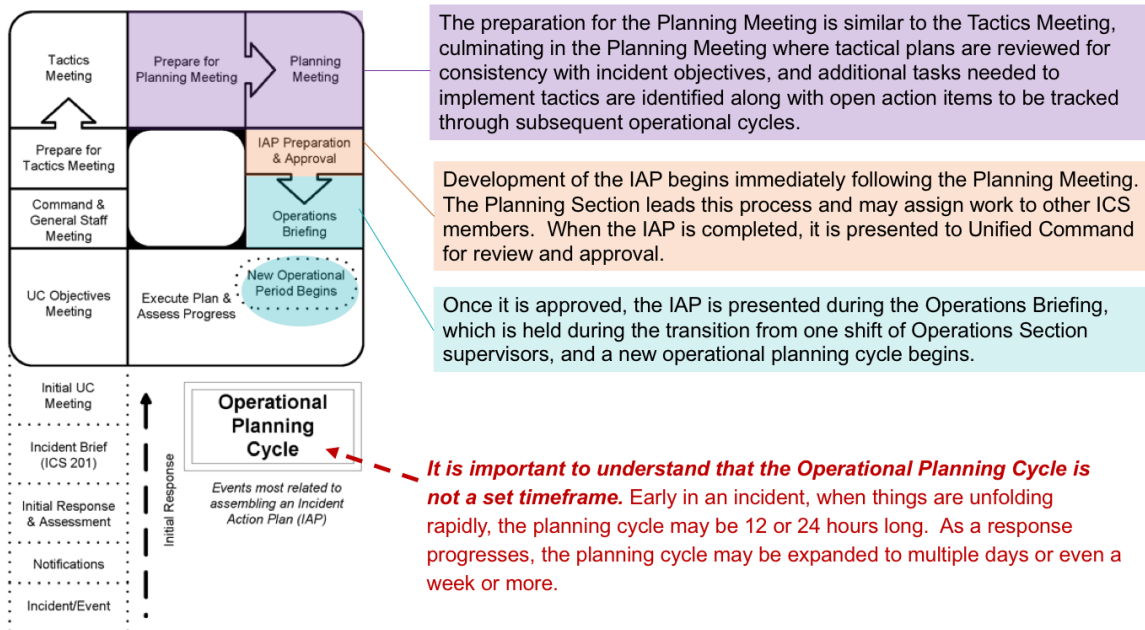 Tactics
Meeting
Prepare for
Planning Meeting
Planning
Meeting
Prepare for
Tactics Meeting
IAP Preparation
& Approval
Command &
General Staff
Meeting
Operations
Briefing
UC Objectives
Meeting
Execute Plan &
Assess Progress
New Operational
Period Begins
Initial UC
Meeting
Incident Brief
(ICS 201)
Initial Response
& Assessment
Notifications
Incident/Event
Initial Response
Operational
Planning
Cycle
Events most related to
assembling an Incident
Action Plan (IAP)
The preparation for the Planning Meeting is similar to the Tactics Meeting,
culminating in the Planning Meeting where tactical plans are reviewed for
consistency with incident objectives, and additional tasks needed to
implement tactics are identified along with open action items to be tracked
through subsequent operational cycles.
Development of the IAP begins immediately following the Planning Meeting.
The Planning Section leads this process and may assign work to other ICS
members.  When the IAP is completed, it is presented to Unified Command
for review and approval.
Once it is approved, the IAP is presented during the Operations Briefing,
which is held during the transition from one shift of Operations Section
supervisors, and a new operational planning cycle begins.
It is important to understand that the Operational Planning Cycle is
not a set timeframe. Early in an incident, when things are unfolding
rapidly, the planning cycle may be 12 or 24 hours long.  As a response
progresses, the planning cycle may be expanded to multiple days or even a
week or more.